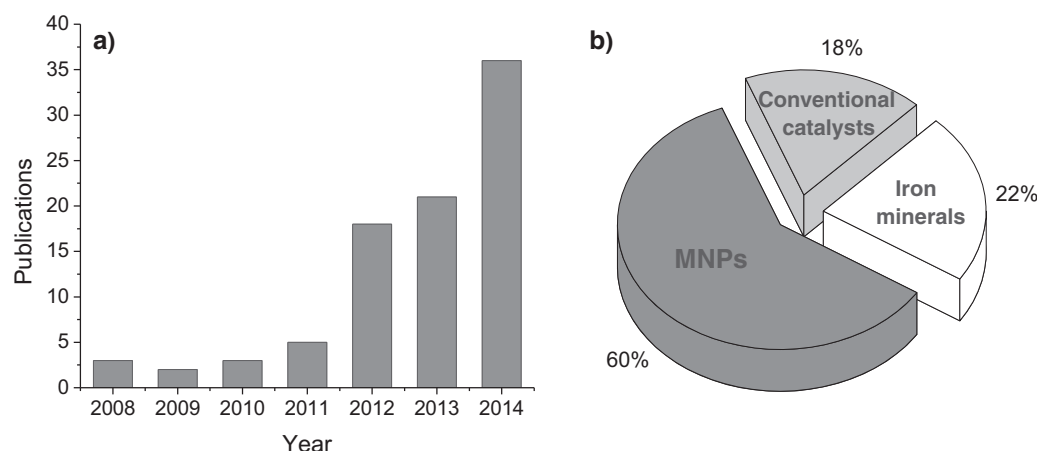 a)
Publications
40
35
30
25
20
15
10
5
0
2008 2009 2010 2011 2012 2013 2014
Year
b)
18%
Conventional
catalysts
Iron
minerals
22%
MNPs
60%